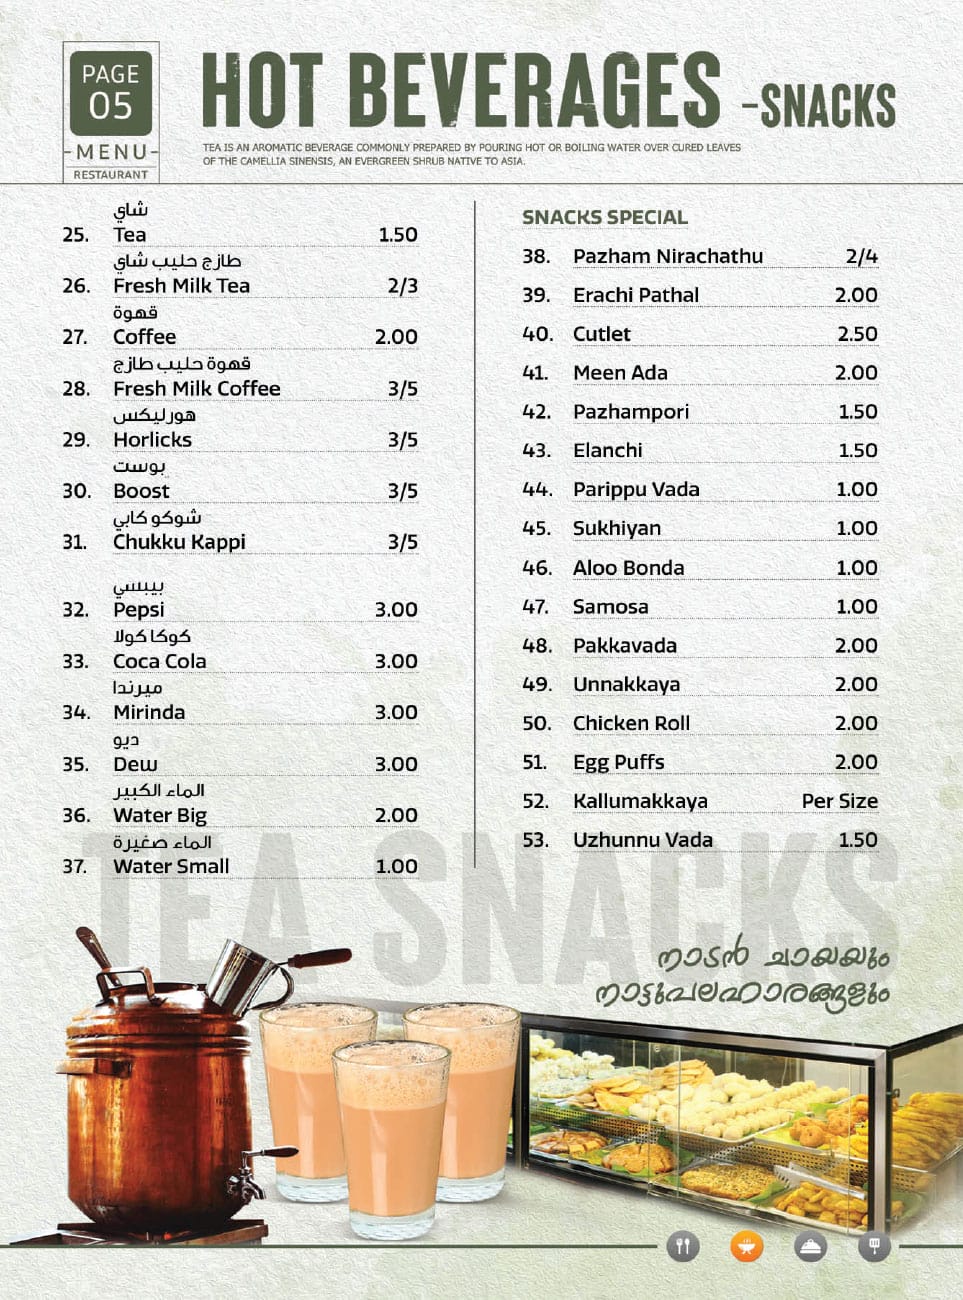 PAGE
05
-MENU-
RESTAURANT
HOT BEVERAGES -SNACKS
TEA IS AN AROMATIC BEVERAGE COMMONLY PREPARED BY POURING HOT OR BOILING WATER OVER CURED LEAVES
OF THE CAMELLIA SINENSIS, AN EVERGREEN SHRUB NATIVE TO ASIA.
شاي
25. Tea 1.50
طازج حليب شاي
26. Fresh Milk Tea 2/3
قهوة
27. Coffee 2.00
قهوة حليب طازج
28. Fresh Milk Coffee 3/5
هورليكس
29. Horlicks 3/5
بوست
30. Boost 3/5
شوكو كابي
31. Chukku Kappi 3/5
بيبسي
32. Pepsi 3.00
كوكا كولا
33. Coca Cola 3.00
ميرندا
34. Mirinda 3.00
ديو
35. Dew 3.00
الماء الكبير
36. Water Big 2.00
الماء صغيرة
37. Water Small 1.00
SNACKS SPECIAL
38. Pazham Nirachathu 2/4
39. Erachi Pathal 2.00
40. Cutlet 2.50
41. Meen Ada 2.00
42. Pazhampori 1.50
43. Elanchi 1.50
44. Parippu Vada 1.00
45. Sukhiyan 1.00
46. Aloo Bonda 1.00
47. Samosa 1.00
48. Pakkavada 2.00
49. Unnakkaya 2.00
50. Chicken Roll 2.00
51. Egg Puffs 2.00
52. Kallumakkaya Per Size
53. Uzhunnu Vada 1.50
TEA SNACKS
നാടൻ ചായയും
നാട്ടുപലഹാരങ്ങളും